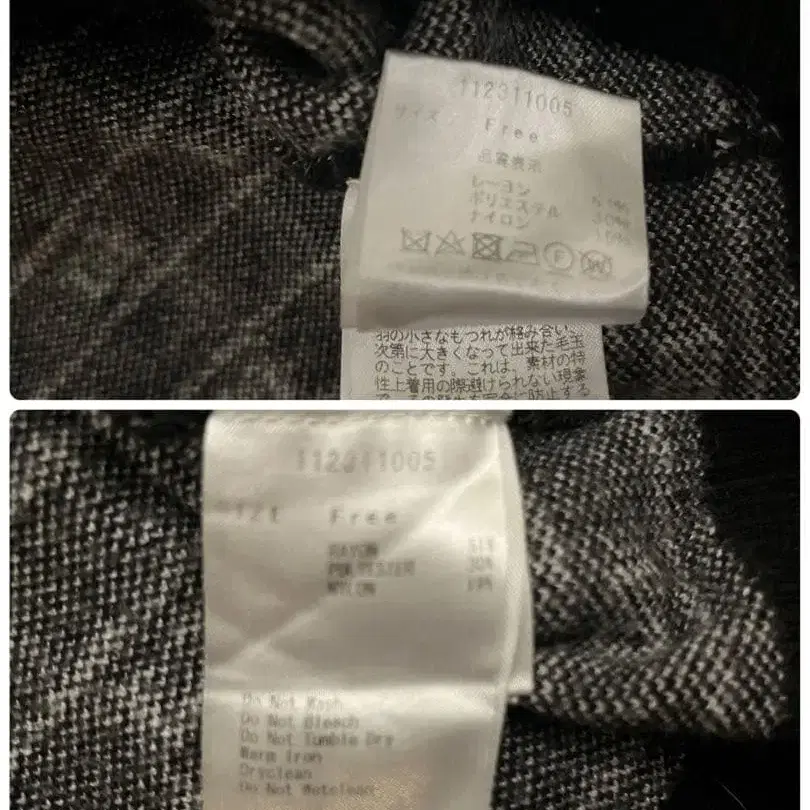 112311005
サイズ Free
品質表示
レーヨン 51%
ポリエステル 30%
ナイロン 19%
F W
羽の小さなもつれが絡み合い、
次第に大きくなって出来た毛玉
のことです。これは、素材の特
性上着用の際避けられない現象
112311005
Free
RAYON 51%
POLYESTER 30%
NYLON 19%
Do Not Wash
Do Not Bleach
Do Not Tumble Dry
Warm Iron
Dryclean
Do Not Wetclean